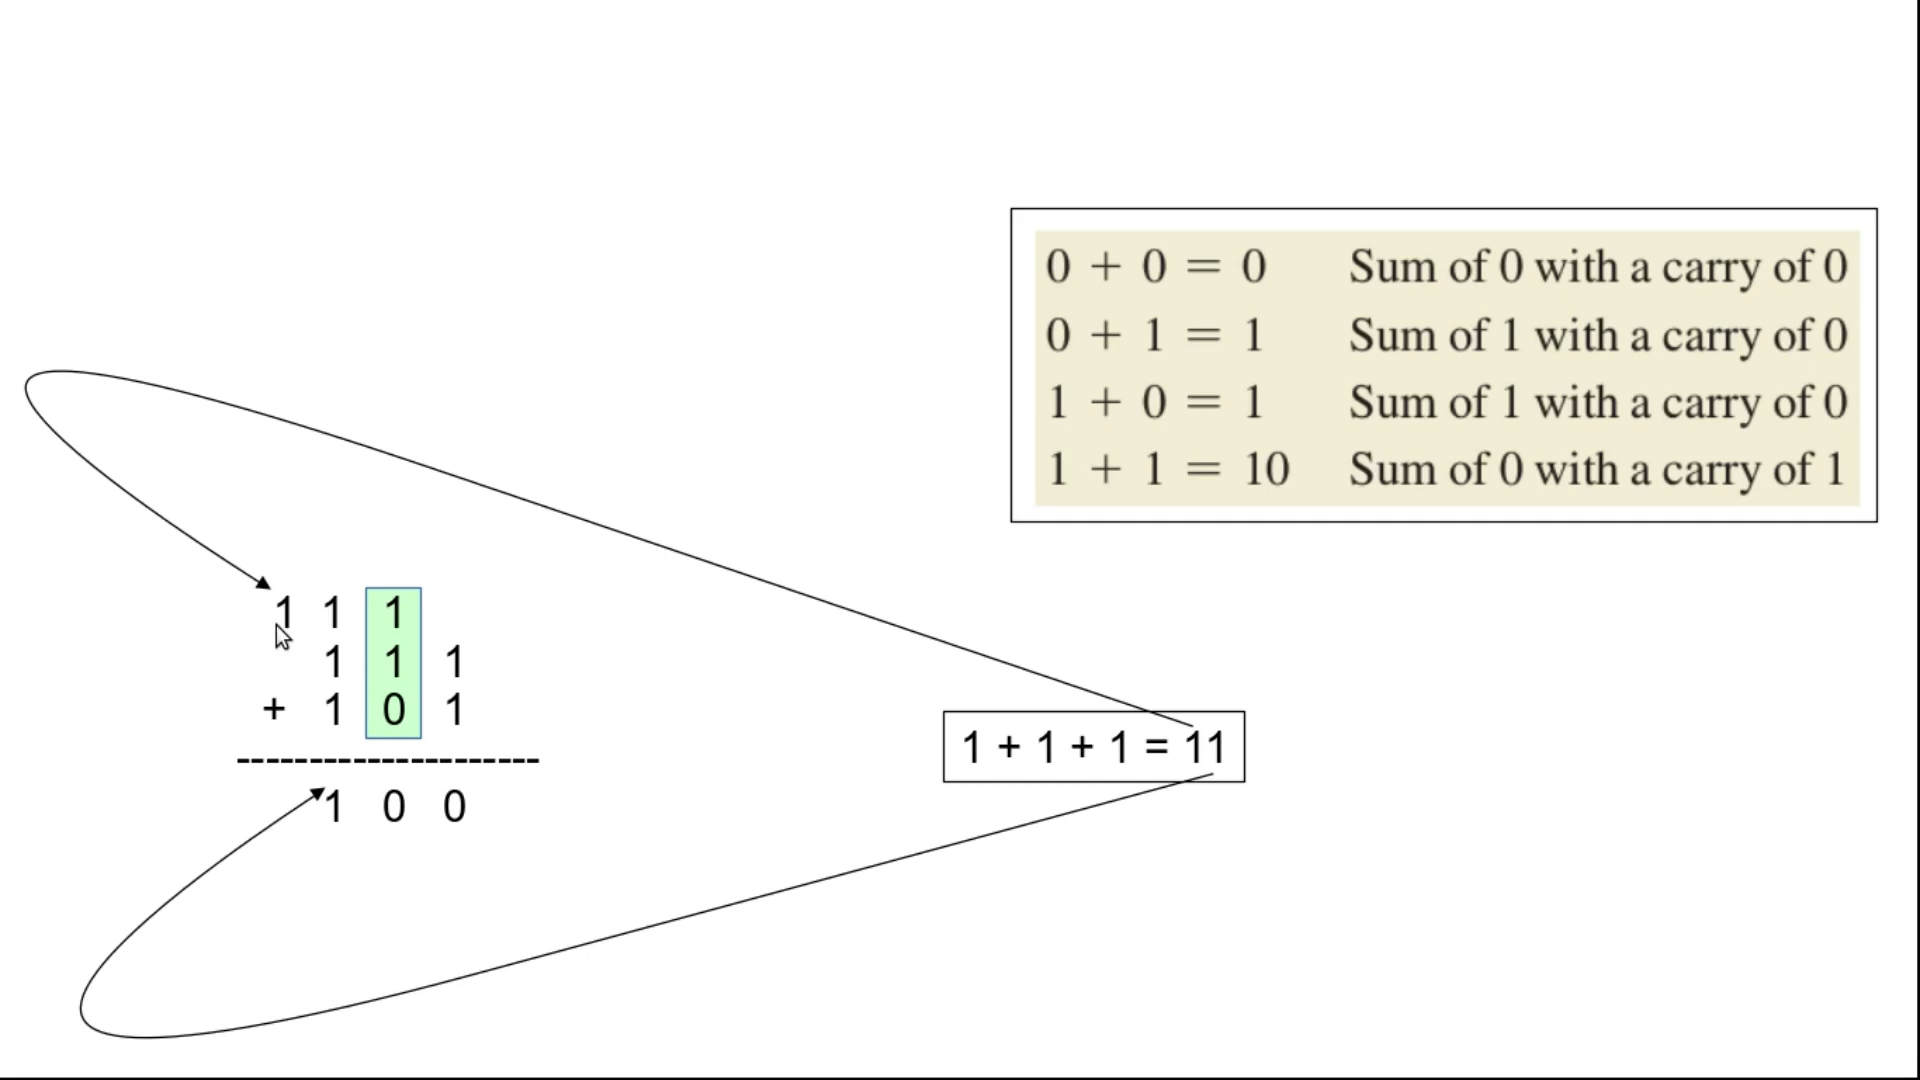 0 + 0 = 0 Sum of 0 with a carry of 0
0 + 1 = 1 Sum of 1 with a carry of 0
1 + 0 = 1 Sum of 1 with a carry of 0
1 + 1 = 10 Sum of 0 with a carry of 1
1 1 1
1 1 1
+ 1 0 1
--------------------
1 0 0
1 + 1 + 1 = 11